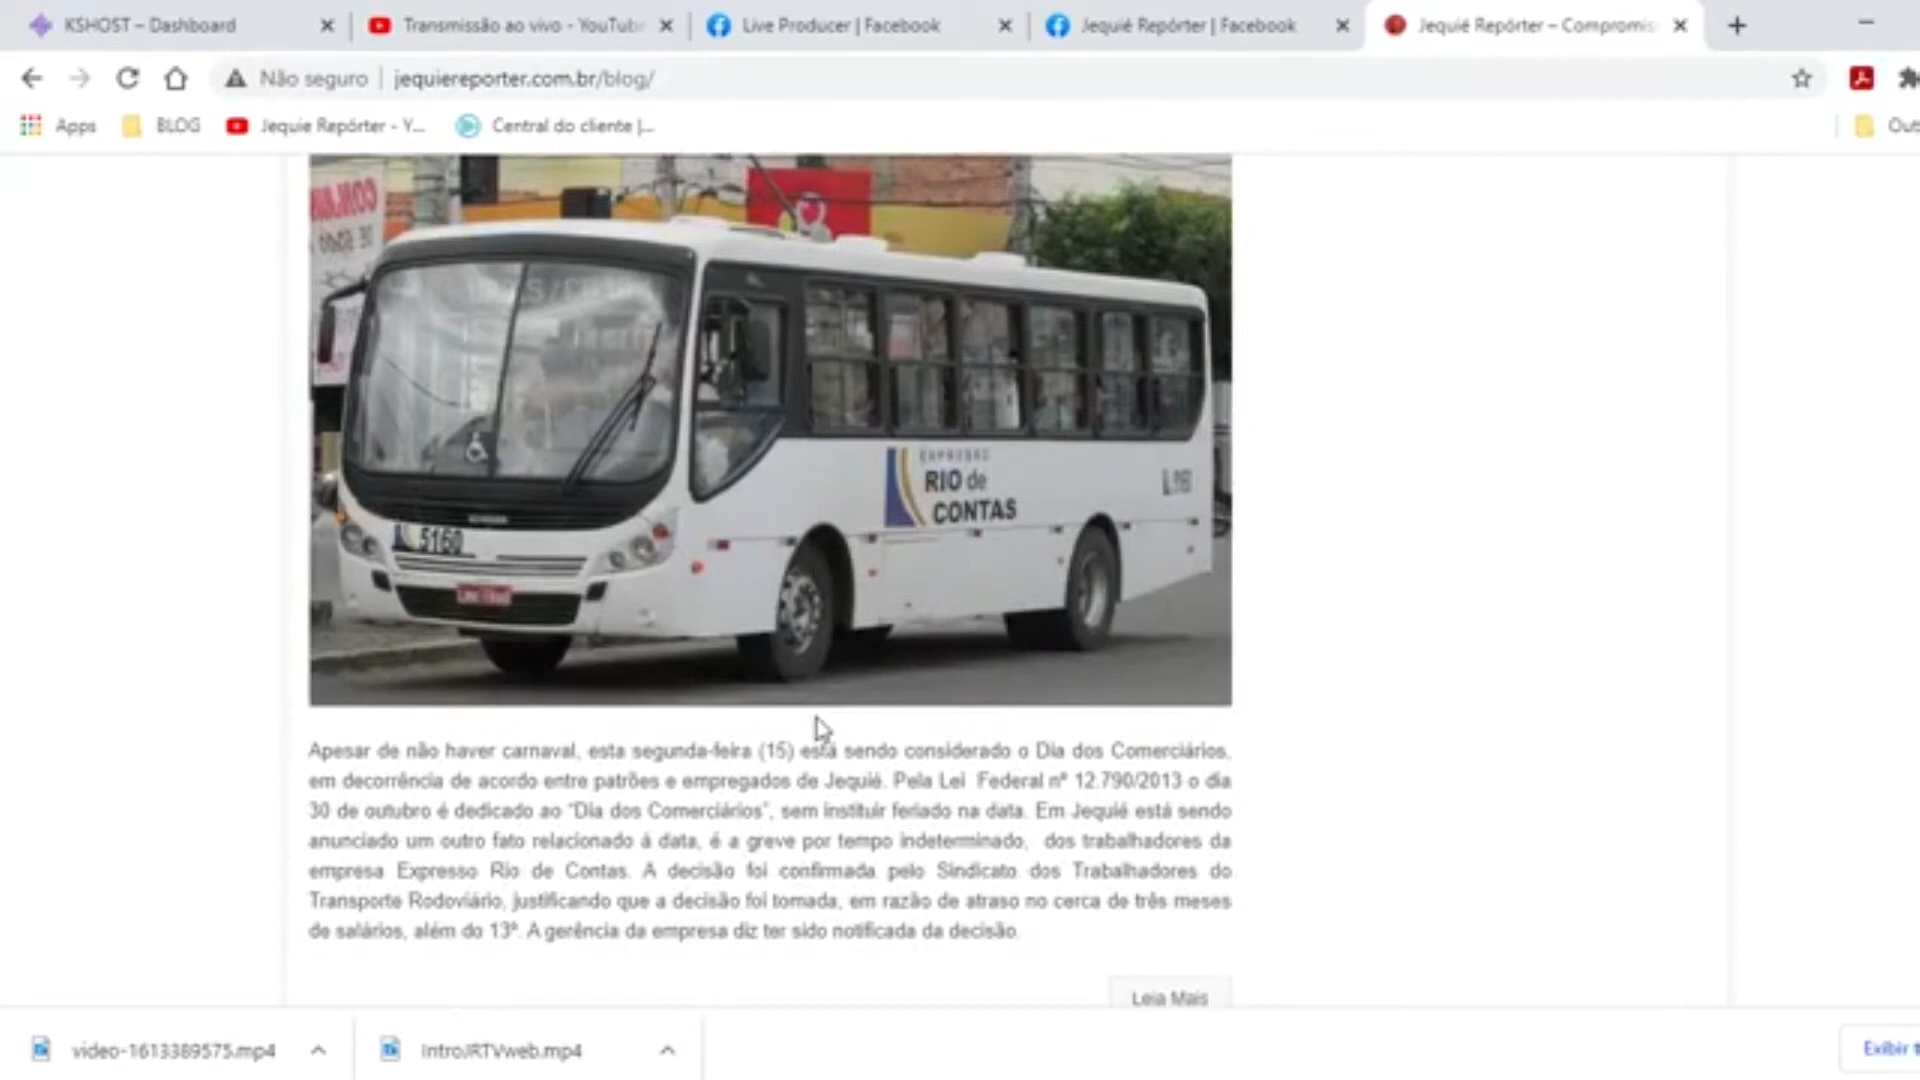 KSHOST – Dashboard
Transmissão ao vivo - YouTub
Live Producer | Facebook
Jequié Repórter | Facebook
Jequié Repórter – Compromis
Não seguro
jequiereporter.com.br/blog/
Apps
BLOG
Jequie Repórter - Y...
Central do cliente |...
Out
EXPRESSO
RIO de
CONTAS
5160
Apesar de não haver carnaval, esta segunda-feira (15) está sendo considerado o Dia dos Comerciários,
em decorrência de acordo entre patrões e empregados de Jequié. Pela Lei Federal nª 12.790/2013 o dia
30 de outubro é dedicado ao “Dia dos Comerciários”, sem instituir feriado na data. Em Jequié está sendo
anunciado um outro fato relacionado á data, é a greve por tempo indeterminado, dos trabalhadores da
empresa Expresso Rio de Contas. A decisão foi confirmada pelo Sindicato dos Trabalhadores do
Transporte Rodoviário, justificando que a decisão foi tomada, em razão de atraso no cerca de três meses
de salários, além do 13ª. A gerência da empresa diz ter sido notificada da decisão.
Leia Mais
video-1613389575.mp4
IntroJRTVweb.mp4
Exibir t